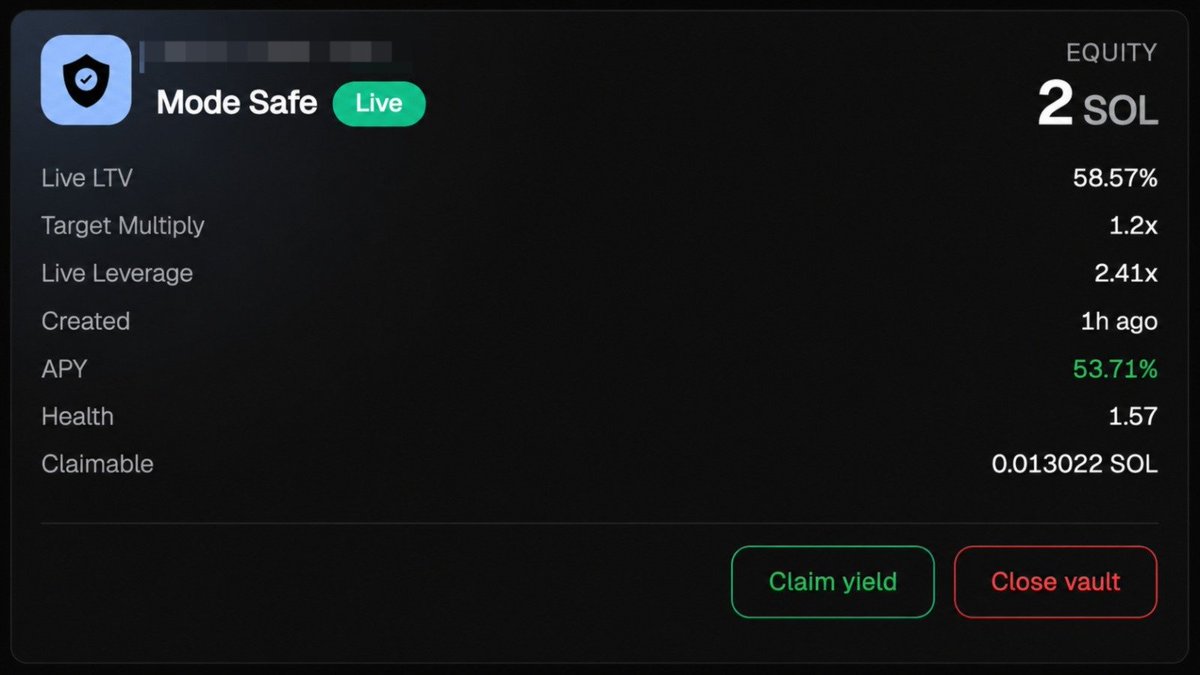 EQUITY
Mode Safe Live
2 SOL
Live LTV 58.57%
Target Multiply 1.2x
Live Leverage 2.41x
Created 1h ago
APY 53.71%
Health 1.57
Claimable 0.013022 SOL
Claim yield Close vault